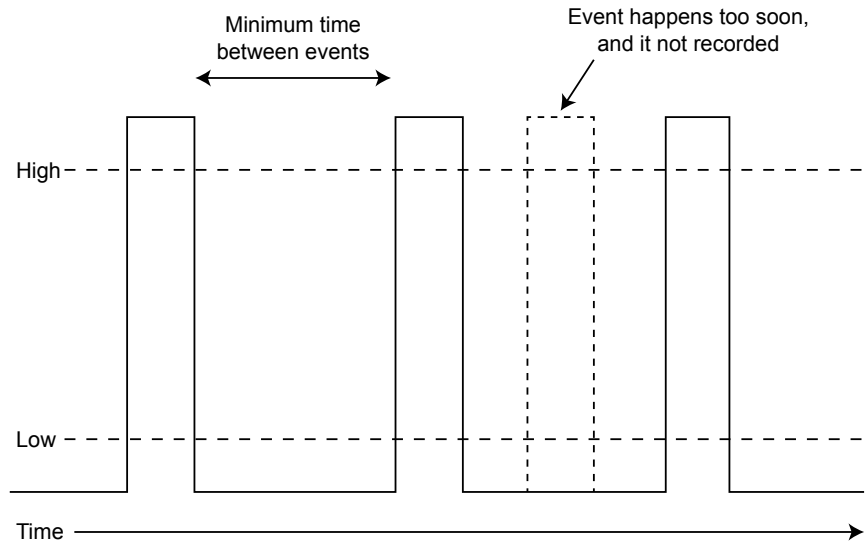 Minimum time
between events
Event happens too soon,
and it not recorded
High
Low
Time